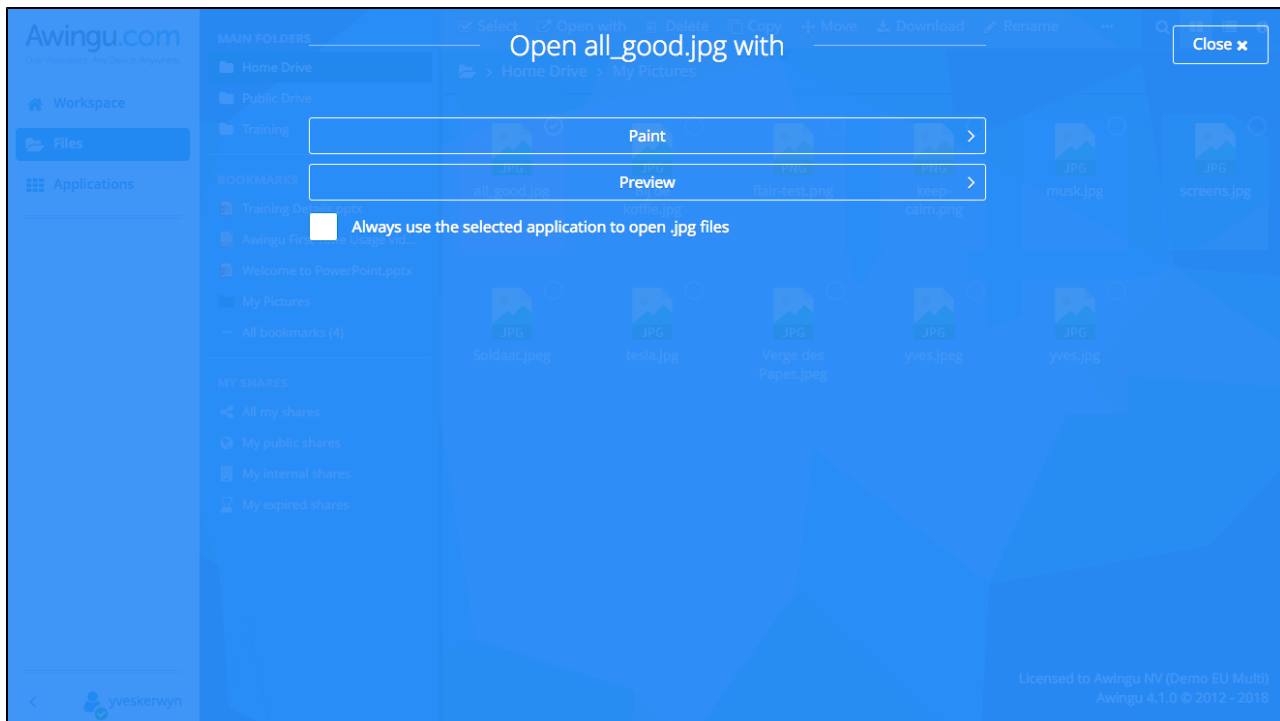 Awingu.com
MAIN FOLDERS
Select Open with Delete Copy Move Download Rename ...
Open all_good.jpg with
Close ×
Home Drive
> Home Drive > My Pictures
Workspace
Public Drive
Files
Training
Paint
Applications
BOOKMARKS
Preview
JPG
JPG
PNG
PNG
JPG
JPG
all_good.jpg
koffie.jpg
flair-test.png
keep-
calm.png
musk.jpg
screens.jpg
Training Details.pptx
Always use the selected application to open .jpg files
Awingu First Time Usage Vid...
Welcome to PowerPoint.pptx
My Pictures
All bookmarks (4)
JPG
JPG
JPG
JPG
JPG
Soldaat.jpeg
tesla.jpg
Verge des
Papes.jpeg
yves.jpeg
yves.jpg
MY SHARES
All my shares
My public shares
My internal shares
My expired shares
yveskerwyn
Licensed to Awingu NV (Demo EU Multi)
Awingu 4.1.0 © 2012 - 2018